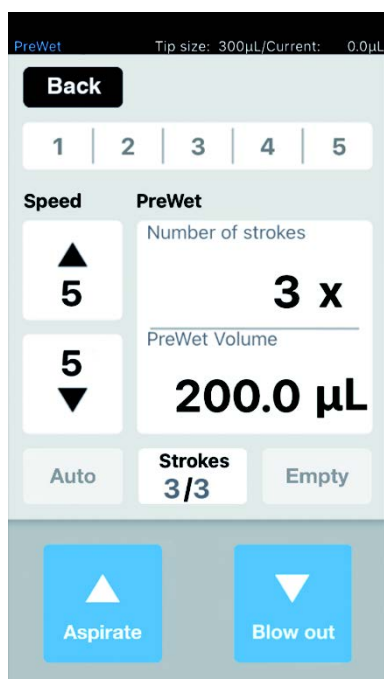 PreWet Tip size: 300µL/Current: 0.0µL
Back
1 2 3 4 5
Speed PreWet
Number of strokes
5
3 x
PreWet Volume
5
200.0 µL
Auto Strokes Empty
3/3
Aspirate Blow out